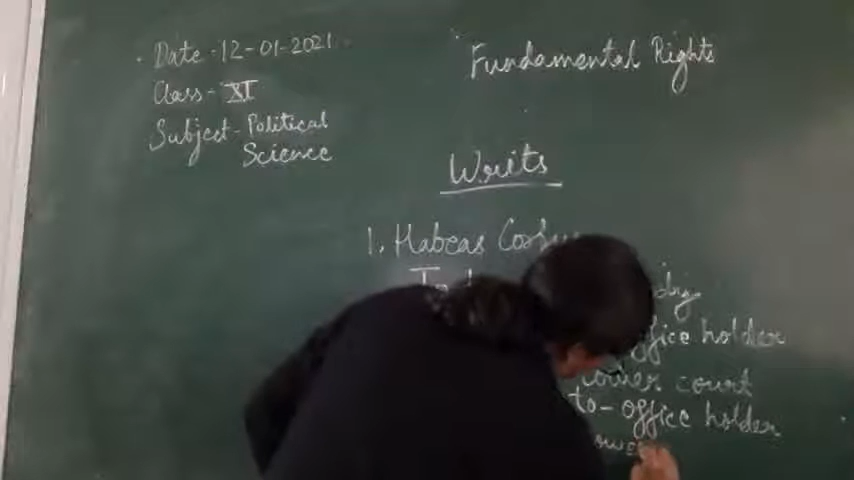 Date - 12-01-2021
Class - XI
Subject - Political
Science
Fundamental Rights
Writs
1. Habeas
To
office holder
lower court
to - office holder